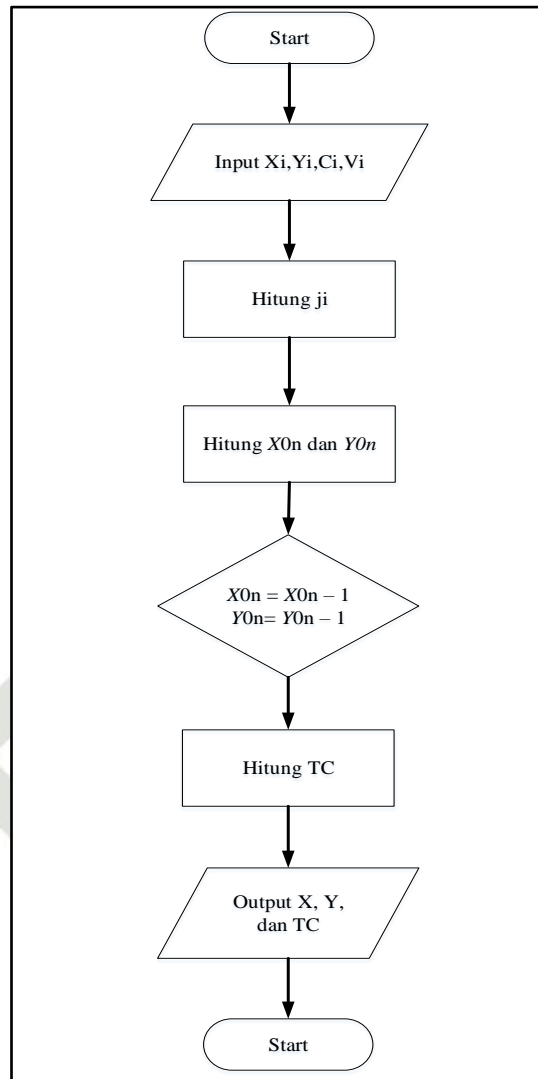 Start
Input Xi,Yi,Ci,Vi
Hitung ji
Hitung X0n dan Y0n
X0n = X0n – 1
Y0n= Y0n – 1
Hitung TC
Output X, Y,
dan TC
Start